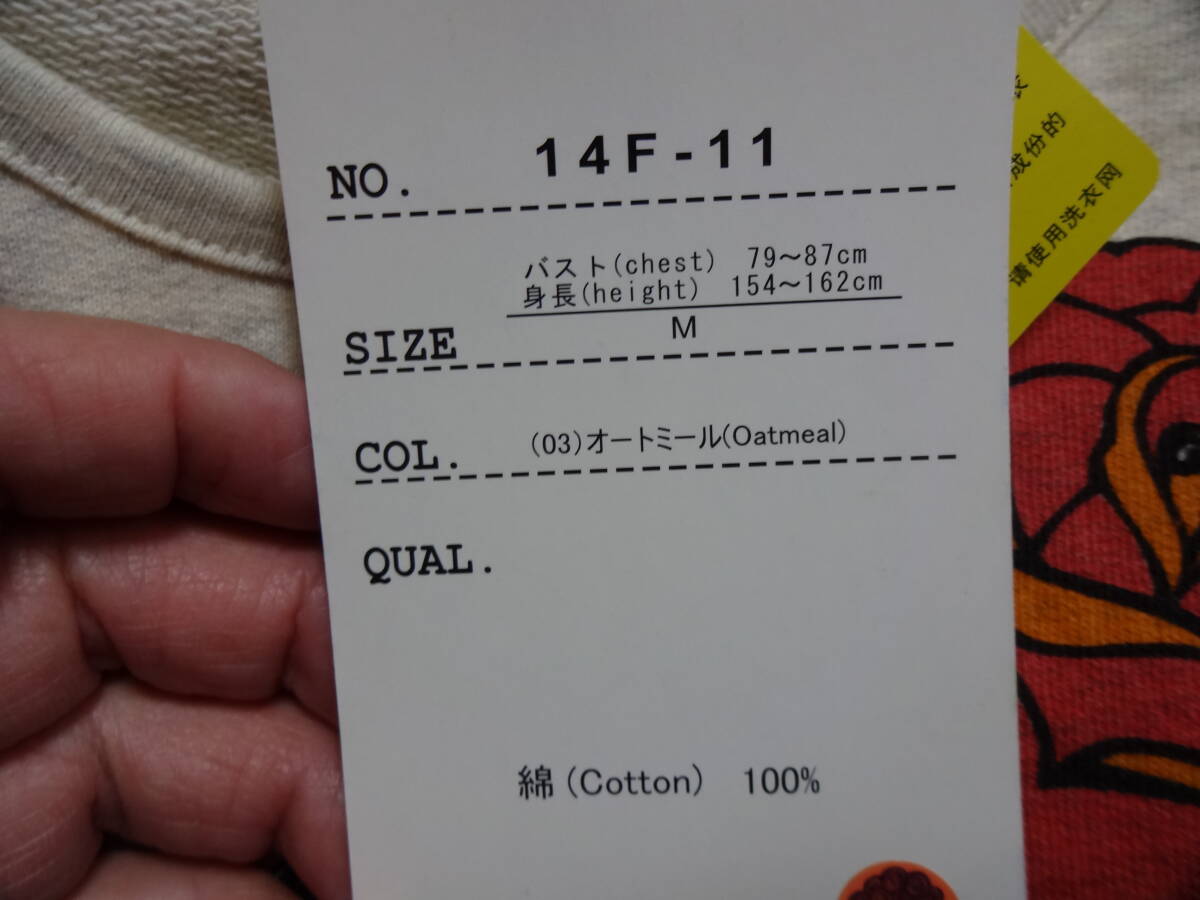 NO. 14F-11
バスト(chest) 79~87cm
身長(height) 154~162cm
SIZE M
COL. (03)オートミール(Oatmeal)
QUAL.
綿(Cotton) 100%
衣
成份的
请使用洗衣网